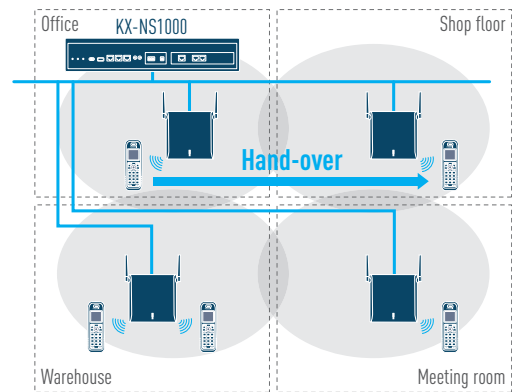 Office
KX-NS1000
Shop floor
Hand-over
Warehouse
Meeting room